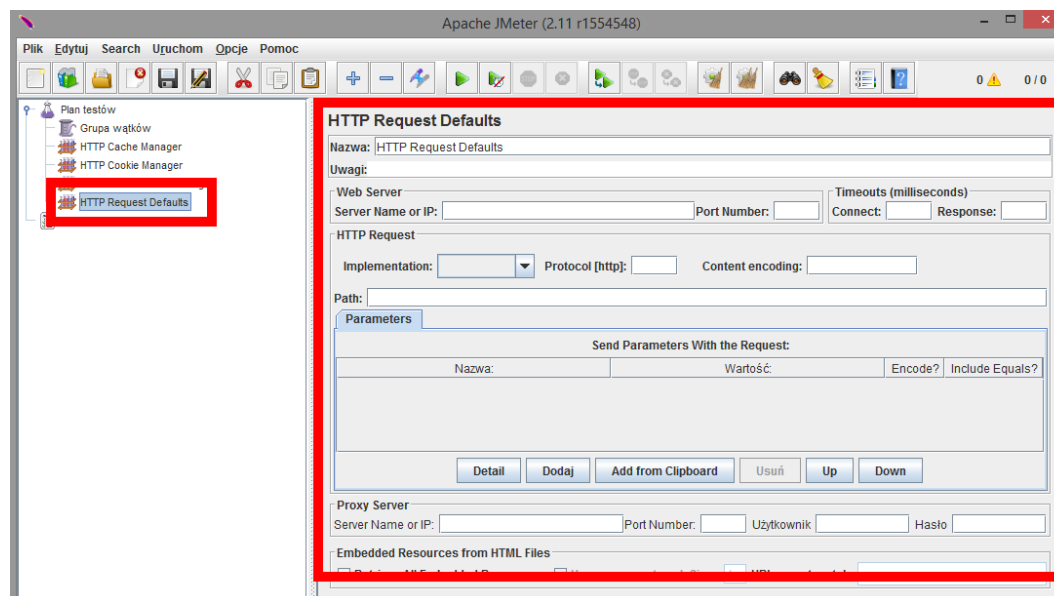 Apache JMeter (2.11 r1554548)
Plik Edytuj Search Uruchom Opcje Pomoc
0 0 / 0
Plan testów
Grupa wątków
HTTP Cache Manager
HTTP Cookie Manager
HTTP Request Defaults
HTTP Request Defaults
Nazwa: HTTP Request Defaults
Uwagi:
Web Server
Server Name or IP: Port Number:
Timeouts (milliseconds)
Connect: Response:
HTTP Request
Implementation: Protocol [http]: Content encoding:
Path:
Parameters
Send Parameters With the Request:
Nazwa: Wartość: Encode? Include Equals?
Detail Dodaj Add from Clipboard Usuń Up Down
Proxy Server
Server Name or IP: Port Number: Użytkownik Hasło
Embedded Resources from HTML Files